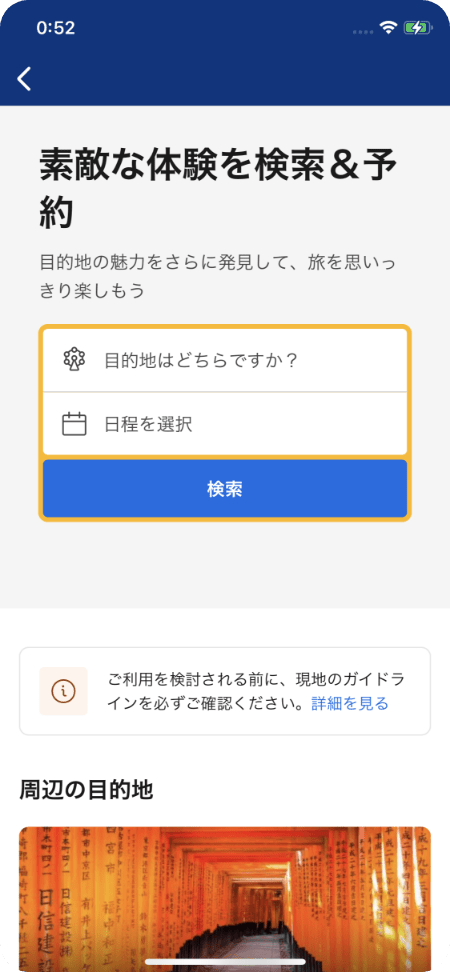 0:52
素敵な体験を検索＆予
約
目的地の魅力をさらに発見して、旅を思いっ
きり楽しもう
目的地はどちらですか？
日程を選択
検索
ご利用を検討される前に、現地のガイドラ
インを必ずご確認ください。詳細を見る
周辺の目的地
日信建設